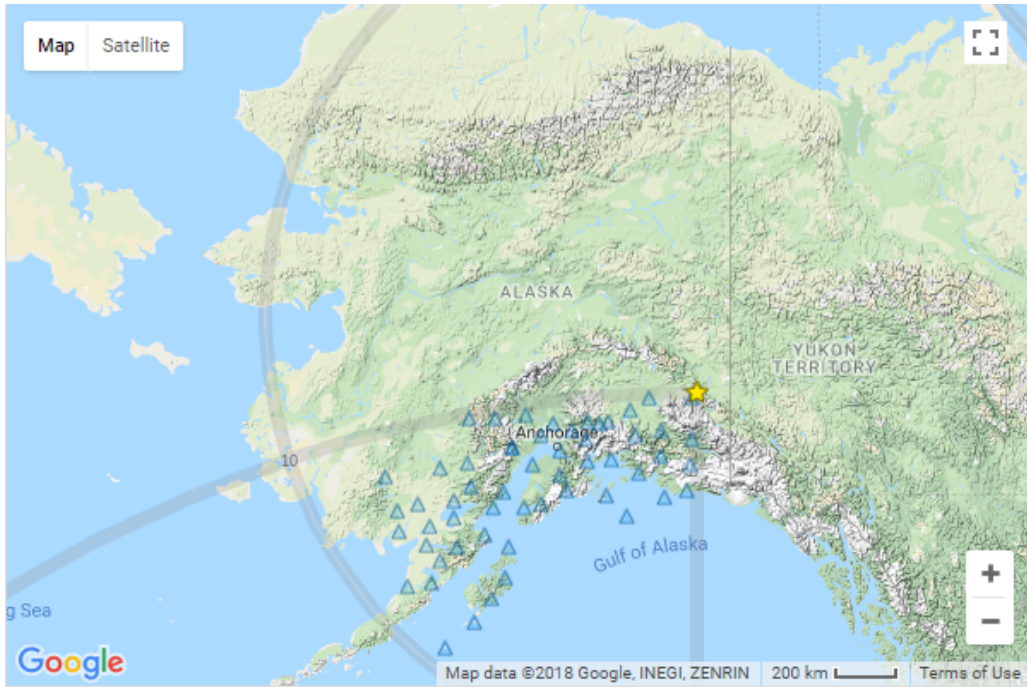 Map Satellite
ALASKA
YUKON
TERRITORY
Anchorage
10
Gulf of Alaska
g Sea
Google
Map data ©2018 Google, INEGI, ZENRIN 200 km Terms of Use